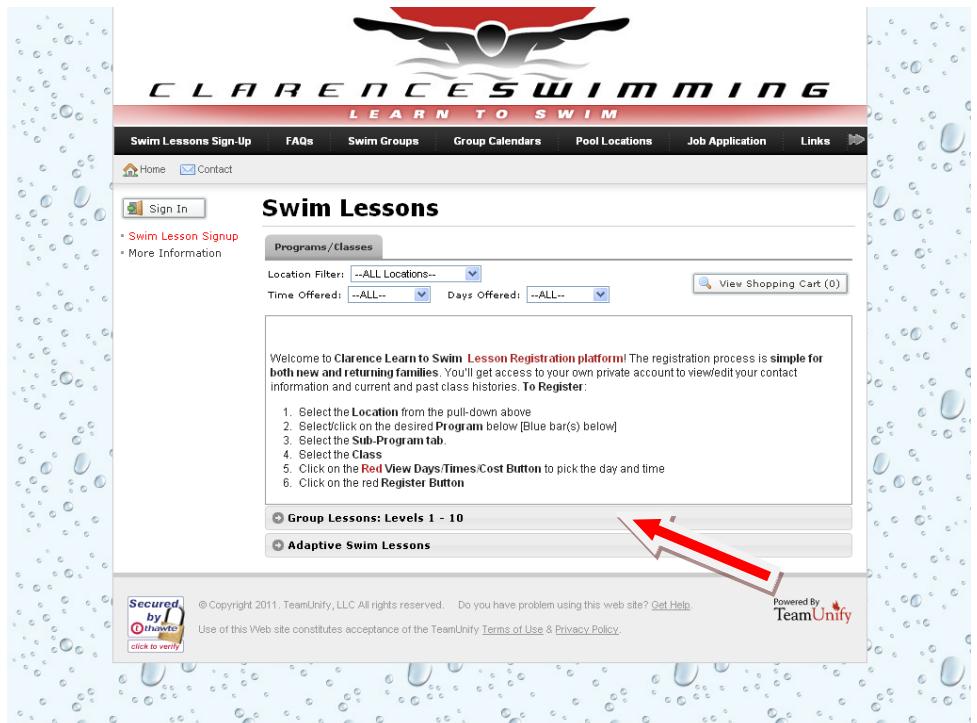 CLARENCE SWIMMING
LEARN TO SWIM
Swim Lessons Sign-Up FAQs Swim Groups Group Calendars Pool Locations Job Application Links
Home Contact
Sign In
Swim Lesson Signup
More Information
Swim Lessons
Programs/Classes
Location Filter: --ALL Locations--
Time Offered: --ALL-- Days Offered: --ALL--
View Shopping Cart (0)
Welcome to Clarence Learn to Swim Lesson Registration platform! The registration process is simple for
both new and returning families. You'll get access to your own private account to view/edit your contact
information and current and past class histories. To Register:
1. Select the Location from the pull-down above
2. Select/click on the desired Program below [Blue bar(s) below]
3. Select the Sub-Program tab.
4. Select the Class
5. Click on the Red View Days/Times/Cost Button to pick the day and time
6. Click on the red Register Button
Group Lessons: Levels 1 - 10
Adaptive Swim Lessons
Secured
by
thawte
click to verify
© Copyright 2011. TeamUnify, LLC All rights reserved. Do you have problem using this web site? Get Help.
Use of this Web site constitutes acceptance of the TeamUnify Terms of Use & Privacy Policy.
Powered By
TeamUnify